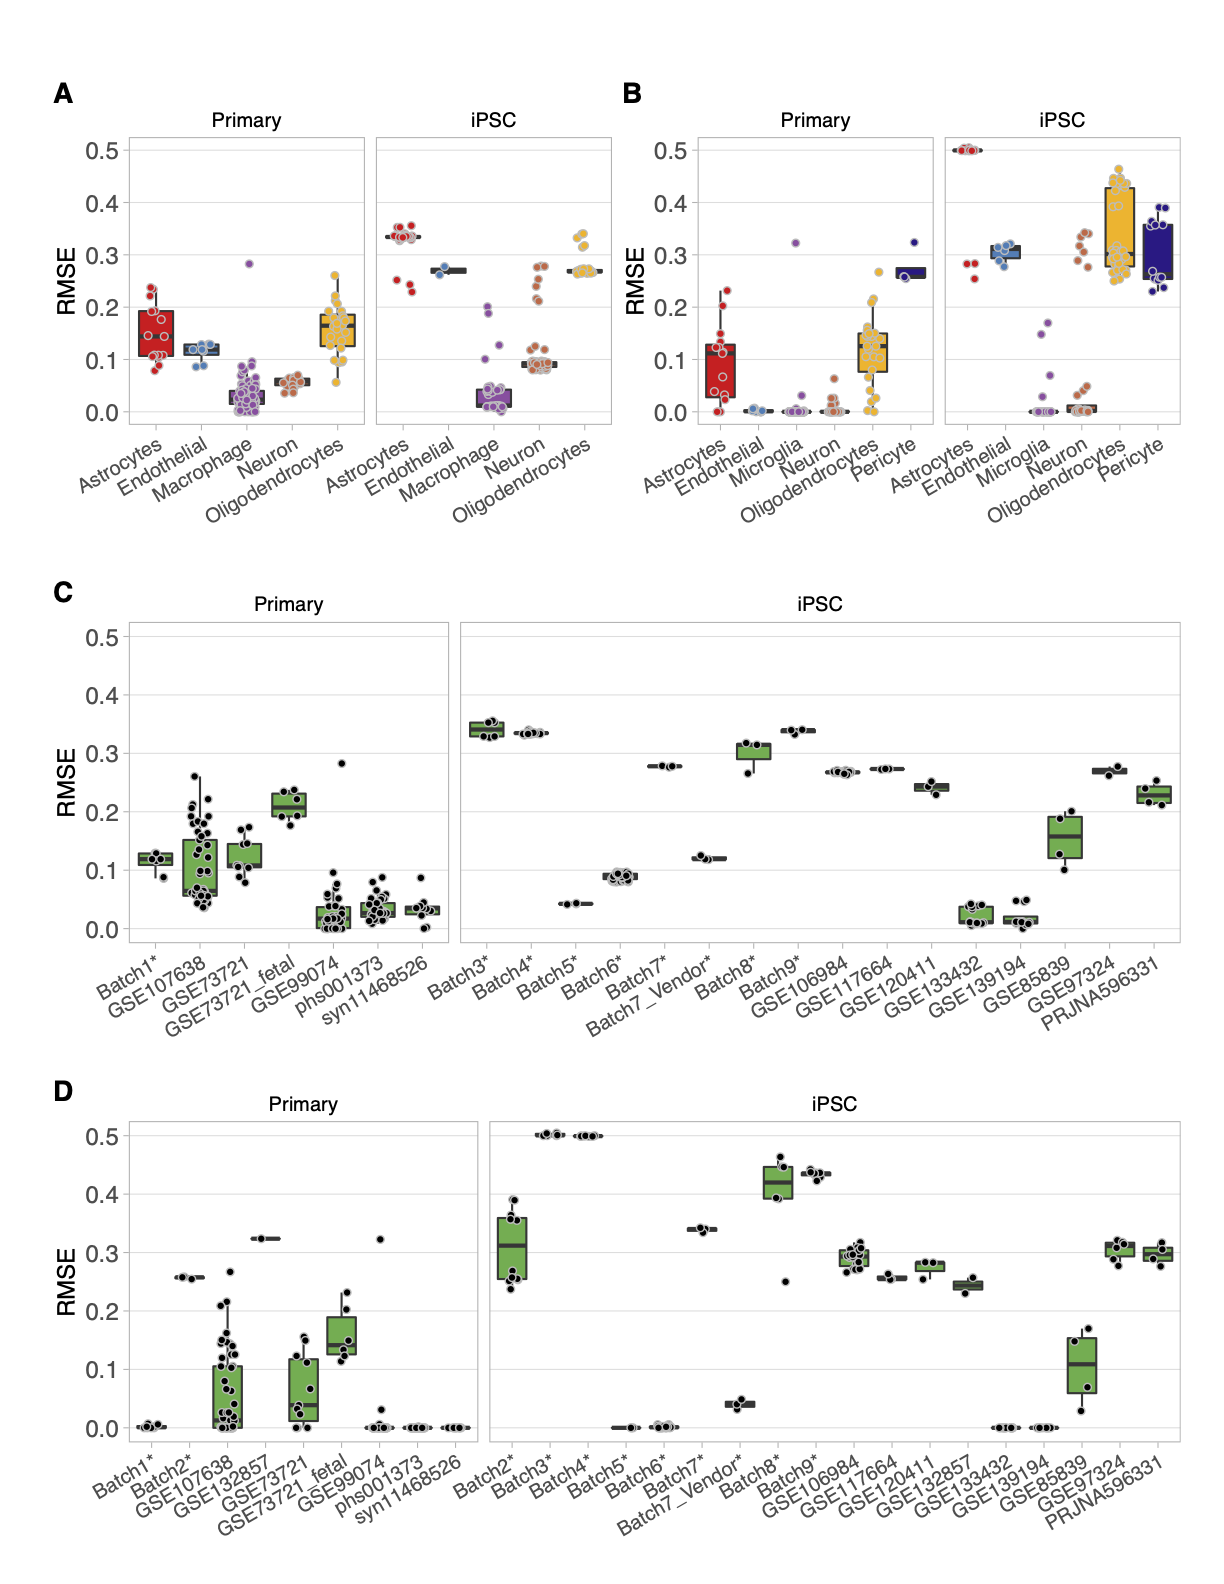 A
B
Primary
iPSC
Primary
iPSC
RMSE
0.5
0.4
0.3
0.2
0.1
0.0
RMSE
0.5
0.4
0.3
0.2
0.1
0.0
Astrocytes
Endothelial
Macrophage
Neuron
Oligodendrocytes
Astrocytes
Endothelial
Macrophage
Neuron
Oligodendrocytes
Astrocytes
Endothelial
Microglia
Neuron
Oligodendrocytes
Pericyte
Astrocytes
Endothelial
Microglia
Neuron
Oligodendrocytes
Pericyte
C
Primary
iPSC
RMSE
0.5
0.4
0.3
0.2
0.1
0.0
Batch1*
GSE107638
GSE73721
GSE73721_fetal
GSE99074
phs001373
syn11468526
Batch3*
Batch4*
Batch5*
Batch6*
Batch7*
Batch7_Vendor*
Batch8*
Batch9*
GSE106984
GSE117664
GSE120411
GSE133432
GSE139194
GSE85839
GSE97324
PRJNA596331
D
Primary
iPSC
RMSE
0.5
0.4
0.3
0.2
0.1
0.0
Batch1*
Batch2*
GSE107638
GSE132857
GSE73721
GSE73721_fetal
GSE99074
phs001373
syn11468526
Batch2*
Batch3*
Batch4*
Batch5*
Batch6*
Batch7*
Batch7_Vendor*
Batch8*
Batch9*
GSE106984
GSE117664
GSE120411
GSE132857
GSE133432
GSE139194
GSE85839
GSE97324
PRJNA596331